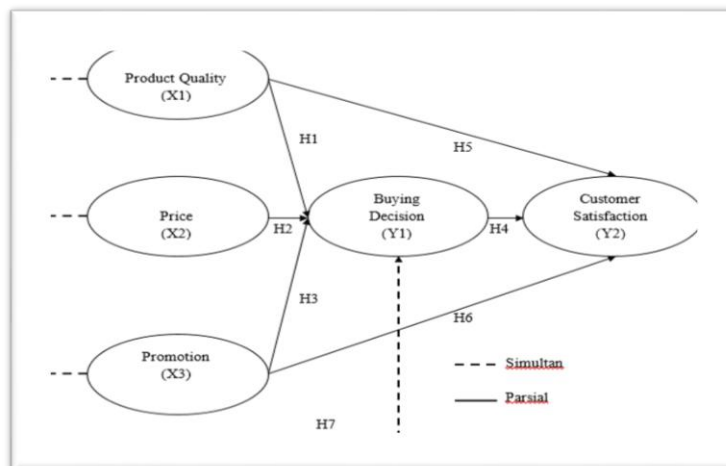 Product Quality
(X1)
H1
H5
Price
(X2)
H2
Buying
Decision
(Y1)
H4
Customer
Satisfaction
(Y2)
H3
H6
Promotion
(X3)
Simultan
Parsial
H7